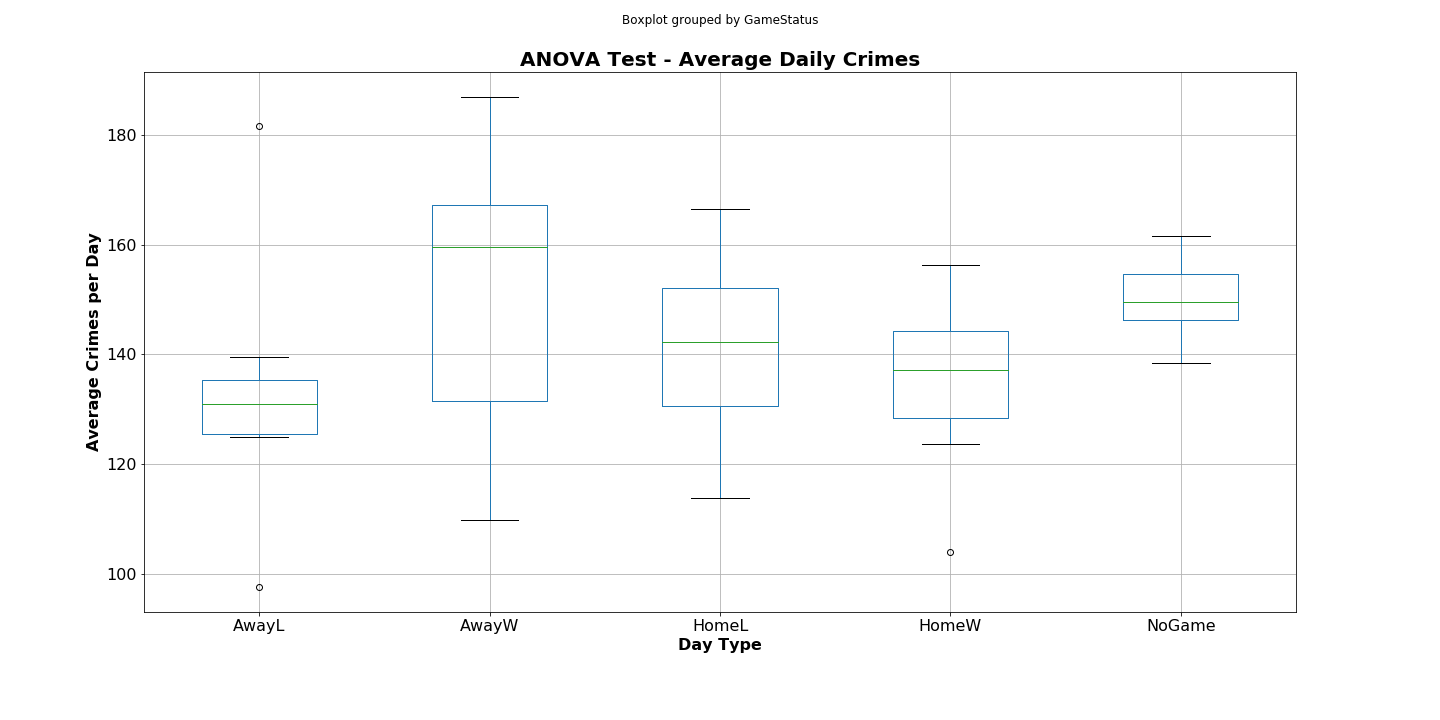 Boxplot grouped by GameStatus
ANOVA Test - Average Daily Crimes
Average Crimes per Day
180
160
140
120
100
AwayL AwayW HomeL HomeW NoGame
Day Type